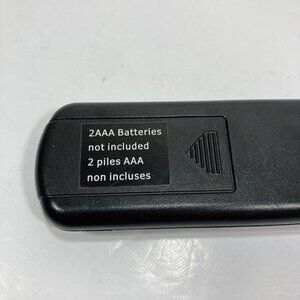 2AAA Batteries
not included
2 piles AAA
non incluses